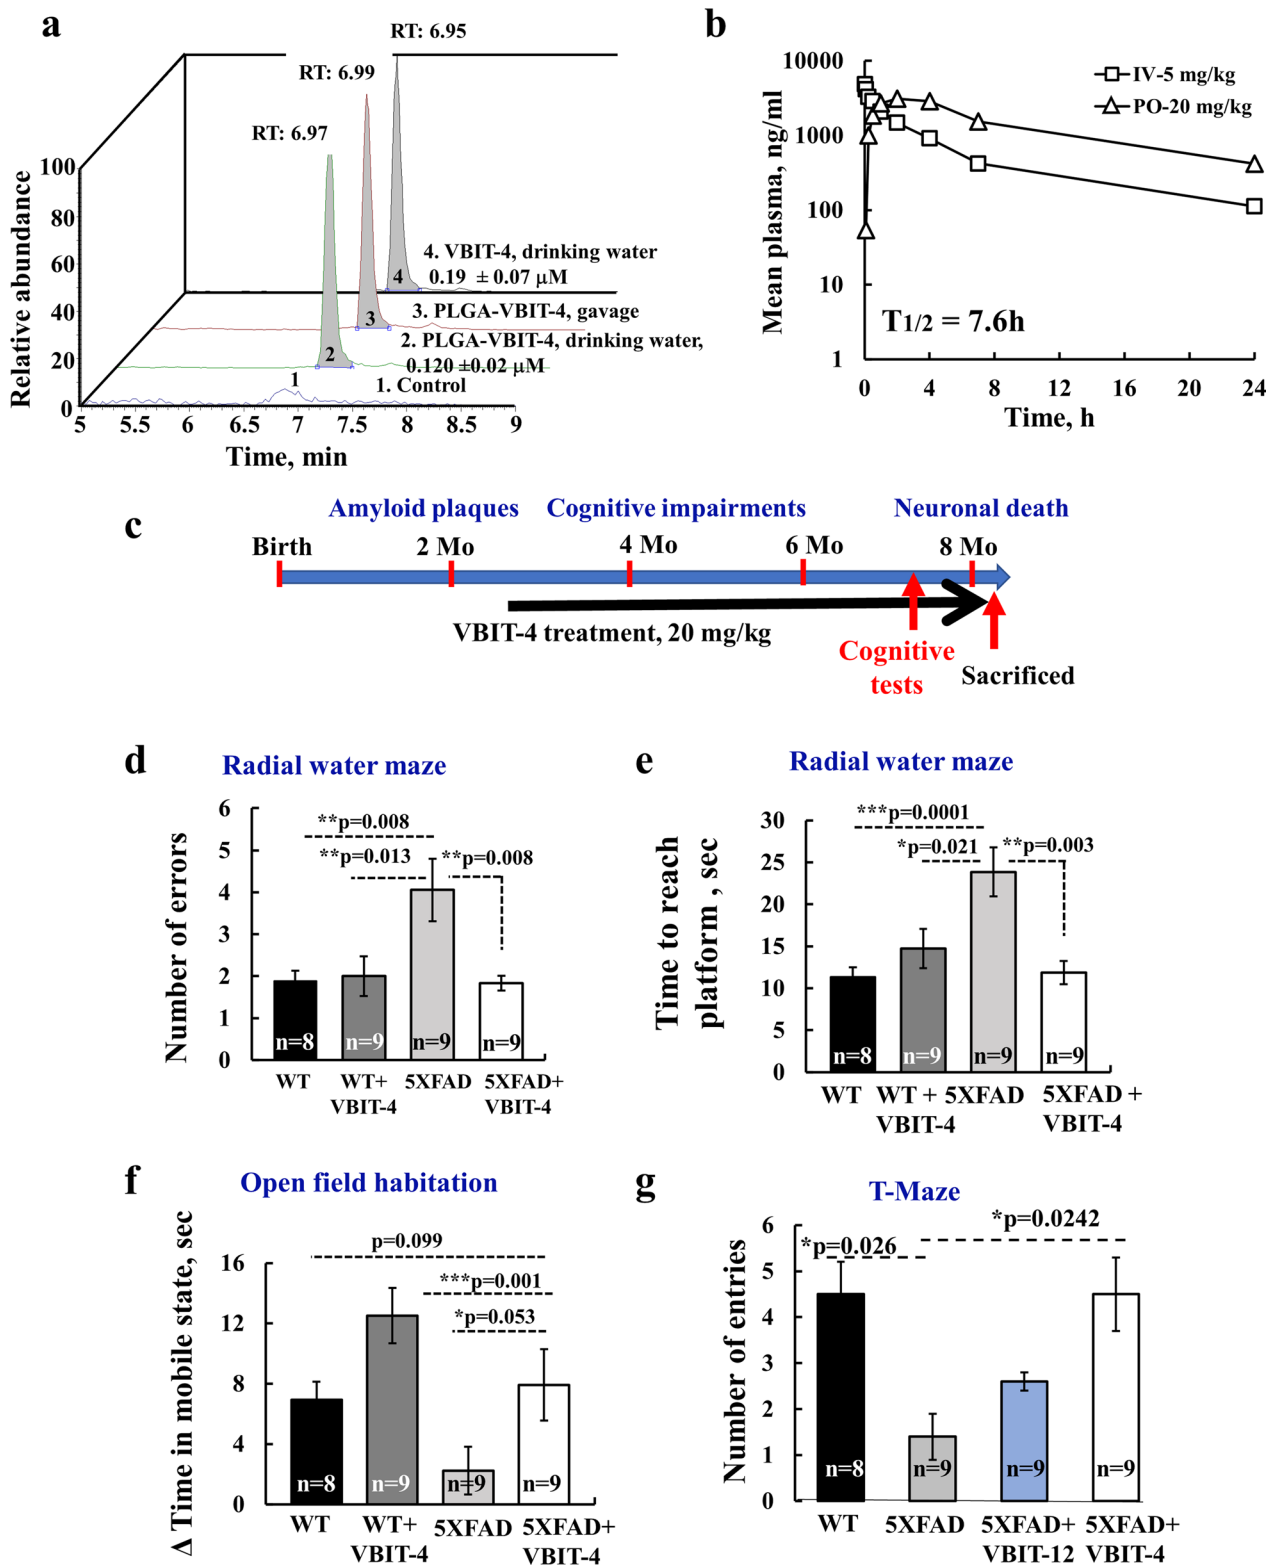 a
RT: 6.95
RT: 6.99
RT: 6.97
Relative abundance
100
80
60
40
20
0
4
3
2
1
4. VBIT-4, drinking water
0.19 ± 0.07 µM
3. PLGA-VBIT-4, gavage
2. PLGA-VBIT-4, drinking water,
0.120 ±0.02 µM
1. Control
5 5.5 6 6.5 7 7.5 8 8.5 9
Time, min
b
Mean plasma, ng/ml
10000
1000
100
10
1
IV-5 mg/kg
PO-20 mg/kg
T1/2 = 7.6h
0 4 8 12 16 20 24
Time, h
c
Amyloid plaques Cognitive impairments Neuronal death
Birth 2 Mo 4 Mo 6 Mo 8 Mo
VBIT-4 treatment, 20 mg/kg
Cognitive
tests
Sacrificed
d
Radial water maze
Number of errors
6
5
4
3
2
1
0
**p=0.008
**p=0.013
**p=0.008
n=8 n=9 n=9 n=9
WT WT+ 5XFAD 5XFAD+
VBIT-4 VBIT-4
e
Radial water maze
Time to reach
platform , sec
30
25
20
15
10
5
0
***p=0.0001
*p=0.021
**p=0.003
n=8 n=9 n=9 n=9
WT WT + 5XFAD 5XFAD +
VBIT-4 VBIT-4
f
Open field habitation
Δ Time in mobile state, sec
16
12
8
4
0
p=0.099
***p=0.001
*p=0.053
n=8 n=9 n=9 n=9
WT WT+ 5XFAD 5XFAD+
VBIT-4 VBIT-4
g
T-Maze
Number of entries
6
5
4
3
2
1
0
*p=0.0242
*p=0.026
n=8 n=9 n=9 n=9
WT 5XFAD 5XFAD+ 5XFAD+
VBIT-12 VBIT-4